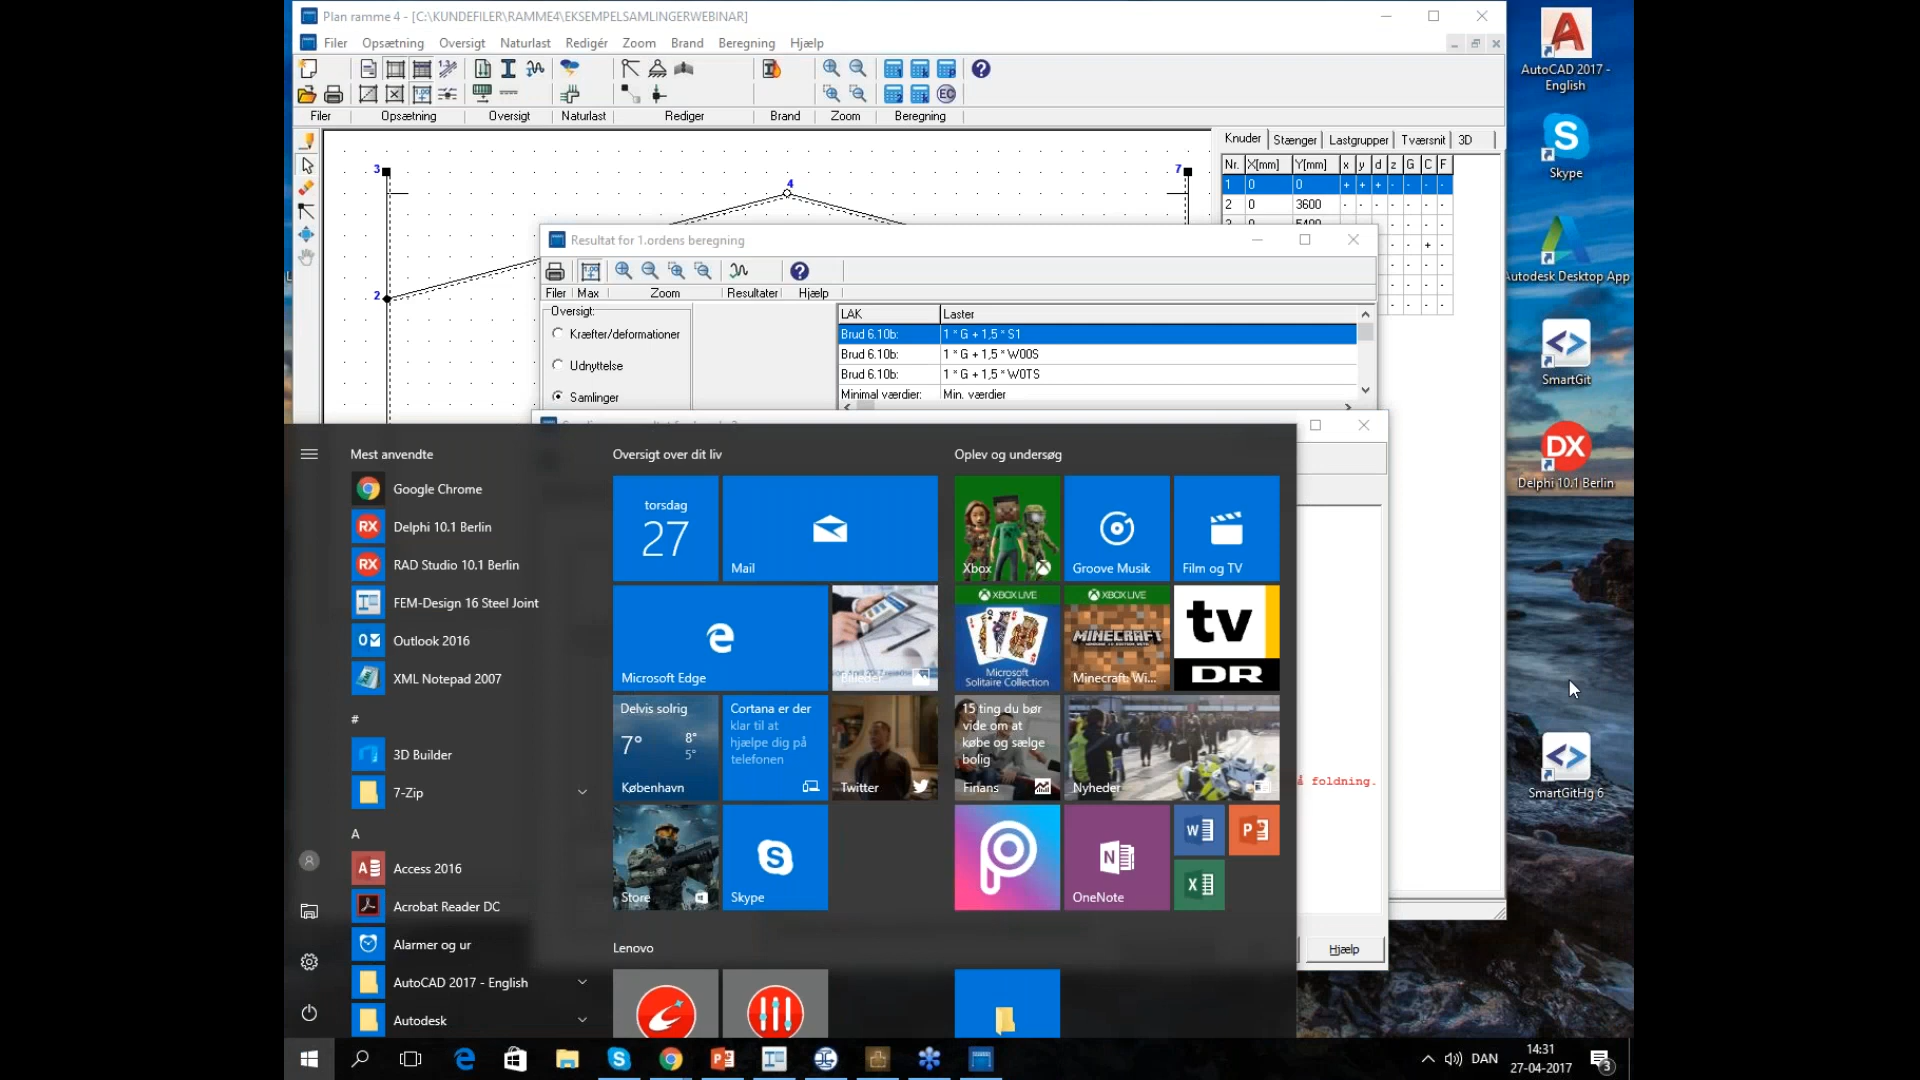 Plan ramme 4 - [C:\KUNDEFILER\RAMME4\EKSEMPELSAMLINGERWEBINAR]
Filer Opsætning Oversigt Naturlast Redigér Zoom Brand Beregning Hjælp
Filer Opsætning Oversigt Naturlast Rediger Brand Zoom Beregning
EC
Knuder Stænger Lastgrupper Tværsnit 3D
Nr. X[mm] Y[mm] x y d z G C F
1 0 0 + + + - - - -
2 0 3600 - - - - - - -
3
4
7
2
Resultat for 1.ordens beregning
Filer Max Zoom Resultater Hjælp
Oversigt:
Kræfter/deformationer
Udnyttelse
Samlinger
LAK Laster
Brud 6.10b: 1 * G + 1,5 * S1
Brud 6.10b: 1 * G + 1,5 * W00S
Brud 6.10b: 1 * G + 1,5 * W0TS
Minimal værdier: Min. værdier
foldning.
Hjælp
Mest anvendte
Google Chrome
Delphi 10.1 Berlin
RAD Studio 10.1 Berlin
FEM-Design 16 Steel Joint
Outlook 2016
XML Notepad 2007
#
3D Builder
7-Zip
A
Access 2016
Acrobat Reader DC
Alarmer og ur
AutoCAD 2017 - English
Autodesk
Oversigt over dit liv
torsdag
27
Mail
Microsoft Edge
Delvis solrig
7° 8°
5°
København
Cortana er der
klar til at
hjælpe dig på
telefonen
Twitter
Store
Skype
Lenovo
Oplev og undersøg
Xbox
Groove Musik
Film og TV
XBOX LIVE
Microsoft
Solitaire Collection
XBOX LIVE
MINECRAFT
Minecraft: Wi...
tv
DR
15 ting du bør
vide om at
købe og sælge
bolig
Finans
Nyheder
OneNote
AutoCAD 2017 -
English
Skype
Autodesk Desktop App
SmartGit
DX
Delphi 10.1 Berlin
SmartGitHg 6
DAN
14:31
27-04-2017
3